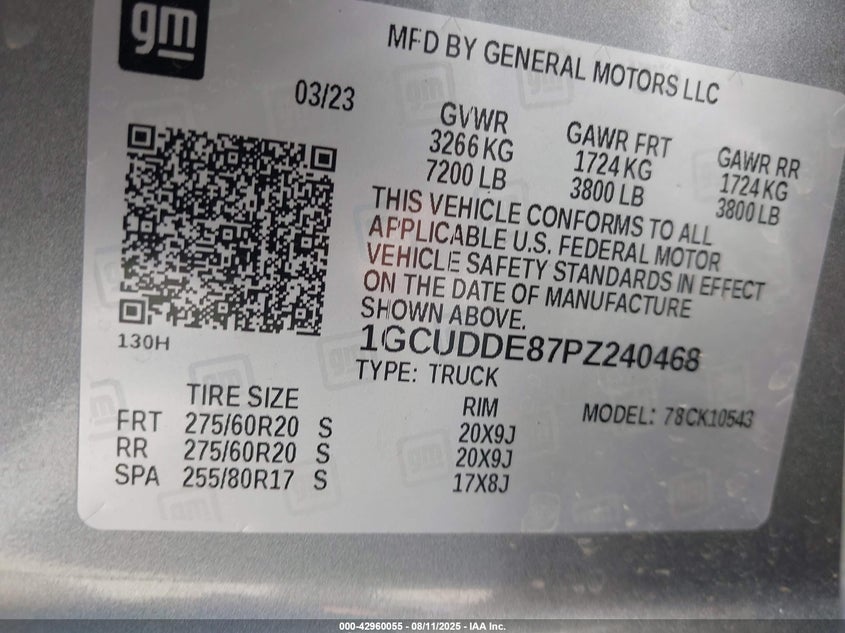 gm
MFD BY GENERAL MOTORS LLC
03/23
GVWR
3266 KG
7200 LB
GAWR FRT
1724 KG
3800 LB
GAWR RR
1724 KG
3800 LB
THIS VEHICLE CONFORMS TO ALL
APPLICABLE U.S. FEDERAL MOTOR
VEHICLE SAFETY STANDARDS IN EFFECT
ON THE DATE OF MANUFACTURE
SHOWN ABOVE.
130H
1GCUDDE87PZ240468
TYPE: TRUCK
TIRE SIZE RIM MODEL: 78CK10543
FRT 275/60R20 S 20X9J
RR 275/60R20 S 20X9J
SPA 255/80R17 S 17X8J
000-42960055 - 08/11/2025 - IAA Inc.